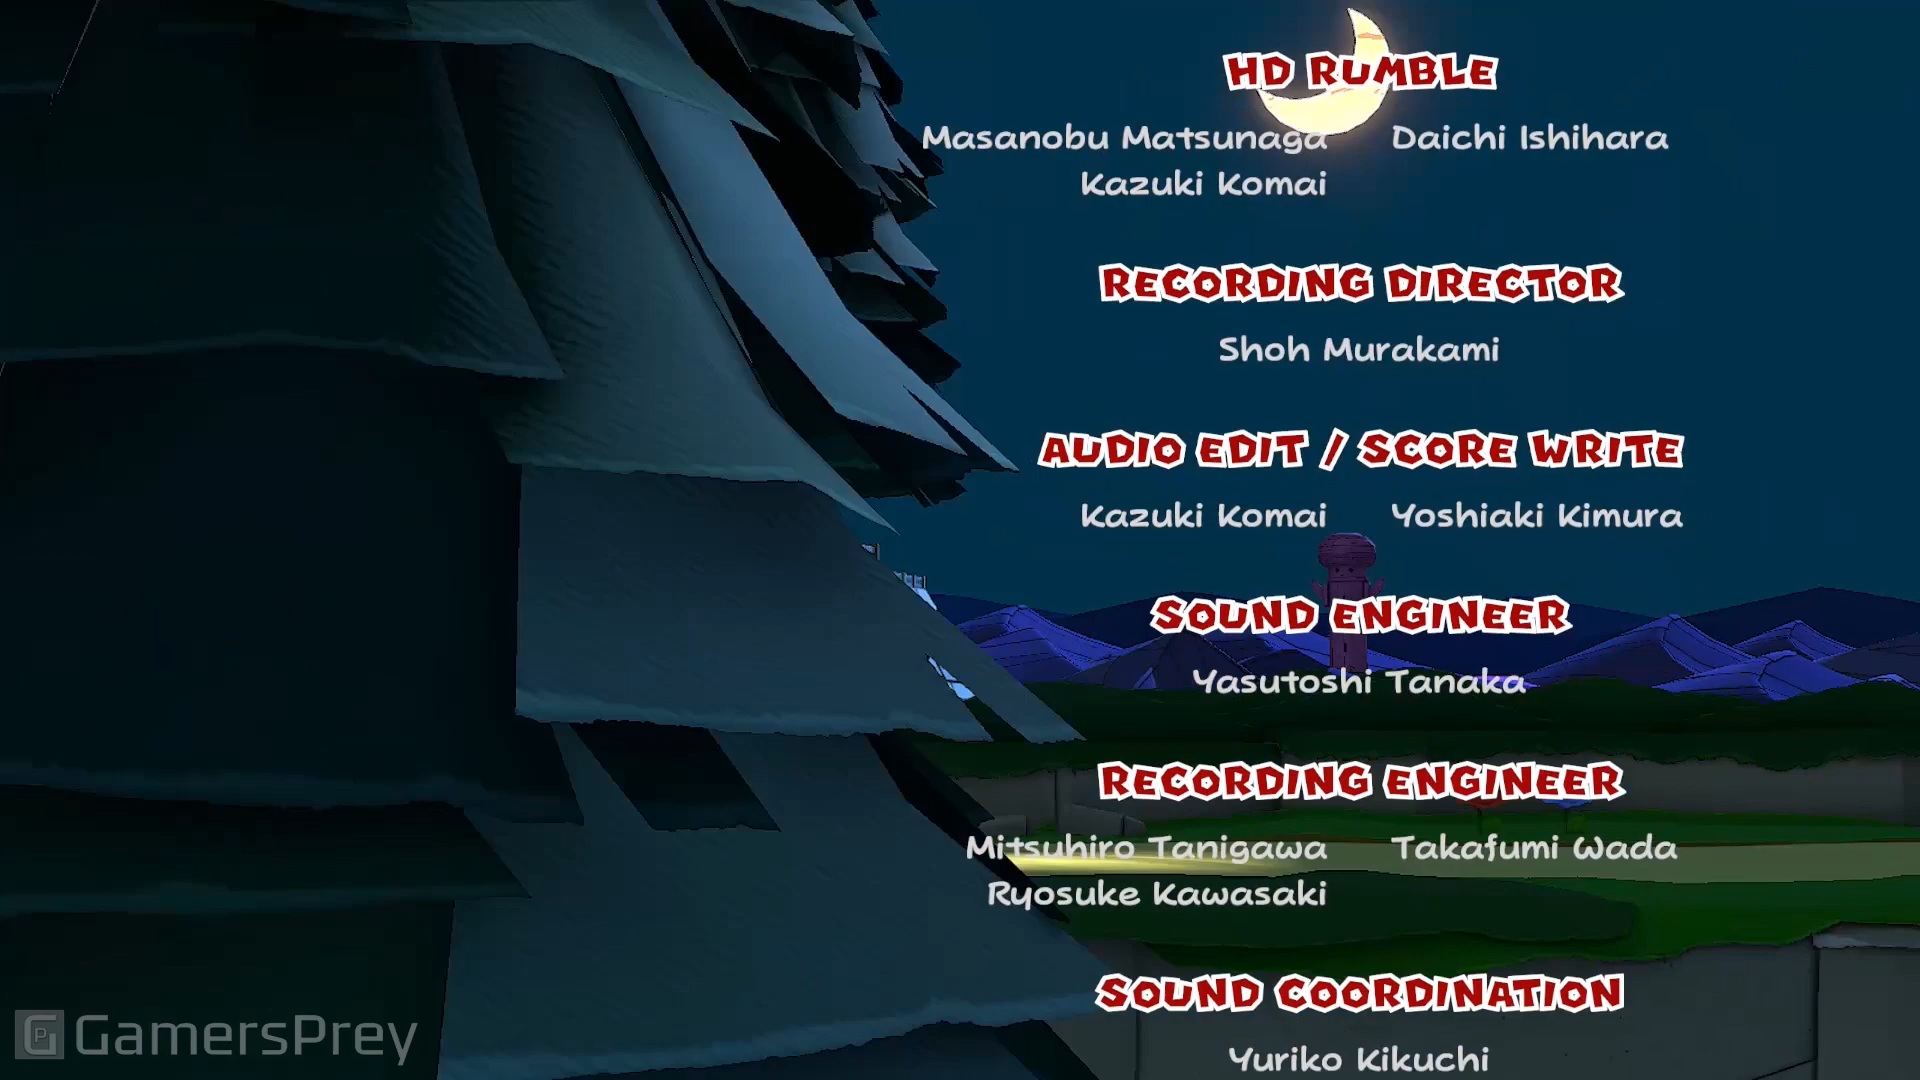 HD RUMBLE
Masanobu Matsunaga Daichi Ishihara
Kazuki Komai
RECORDING DIRECTOR
Shoh Murakami
AUDIO EDIT / SCORE WRITE
Kazuki Komai Yoshiaki Kimura
SOUND ENGINEER
Yasutoshi Tanaka
RECORDING ENGINEER
Mitsuhiro Tanigawa Takafumi Wada
Ryosuke Kawasaki
SOUND COORDINATION
Yuriko Kikuchi
GamersPrey